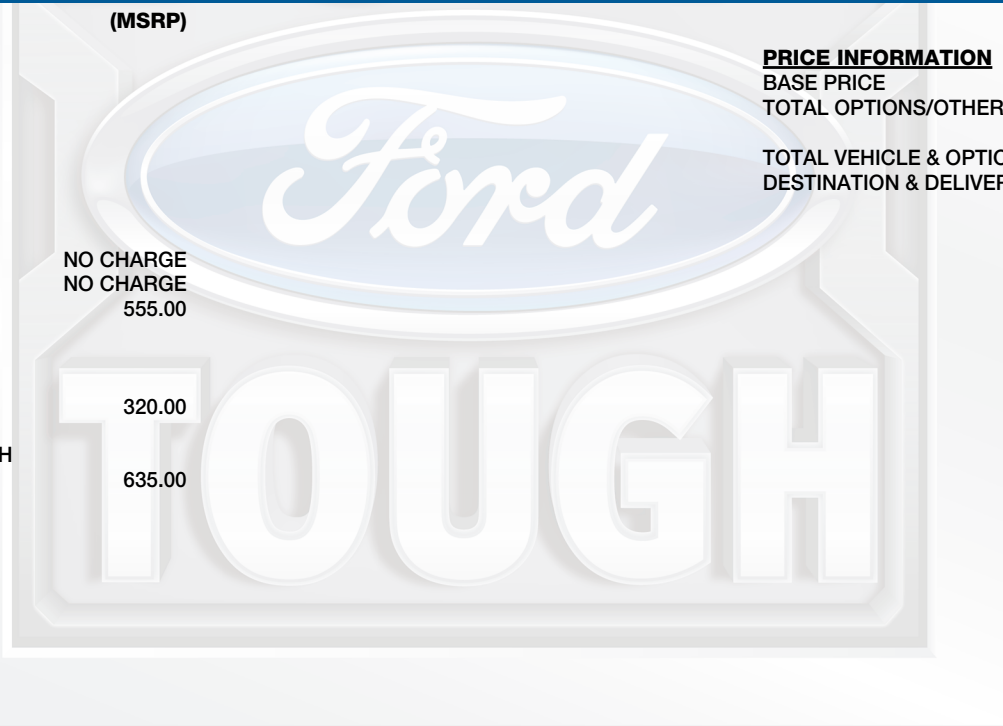 (MSRP)
PRICE INFORMATION
BASE PRICE
TOTAL OPTIONS/OTHER
TOTAL VEHICLE & OPTIO
DESTINATION & DELIVER
Ford
NO CHARGE
NO CHARGE
555.00
320.00
H
635.00
TOUGH